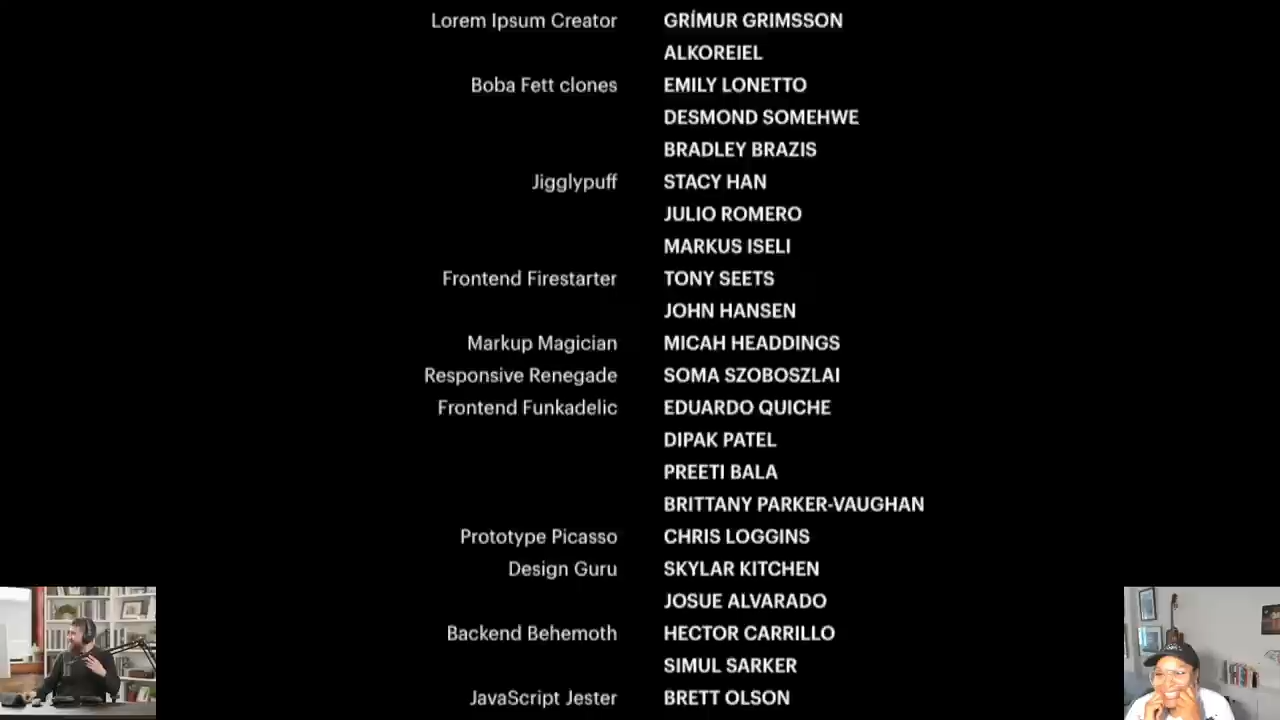 Lorem Ipsum Creator GRÍMUR GRIMSSON
ALKOREIEL
Boba Fett clones EMILY LONETTO
DESMOND SOMEHWE
BRADLEY BRAZIS
Jigglypuff STACY HAN
JULIO ROMERO
MARKUS ISELI
Frontend Firestarter TONY SEETS
JOHN HANSEN
Markup Magician MICAH HEADDINGS
Responsive Renegade SOMA SZOBOSZLAI
Frontend Funkadelic EDUARDO QUICHE
DIPAK PATEL
PREETI BALA
BRITTANY PARKER-VAUGHAN
Prototype Picasso CHRIS LOGGINS
Design Guru SKYLAR KITCHEN
JOSUE ALVARADO
Backend Behemoth HECTOR CARRILLO
SIMUL SARKER
JavaScript Jester BRETT OLSON